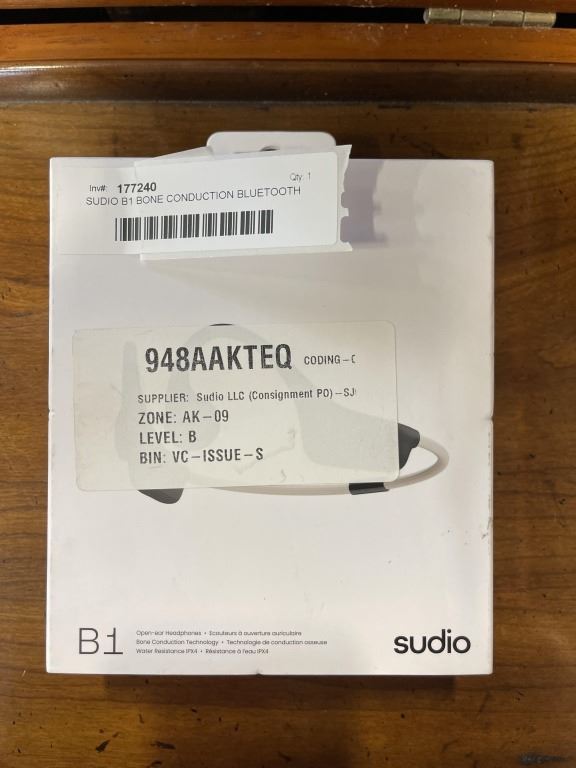 Inv#: 177240 Qty: 1
SUDIO B1 BONE CONDUCTION BLUETOOTH
948AAKTEQ CODING-C
SUPPLIER: Sudio LLC (Consignment PO)-SJ
ZONE: AK-09
LEVEL: B
BIN: VC-ISSUE-S
B1
Open-ear Headphones • Écouteurs à ouverture auriculaire
Bone Conduction Technology • Technologie de conduction osseuse
Water Resistance IPX4 • Résistance à l'eau IPX4
sudio